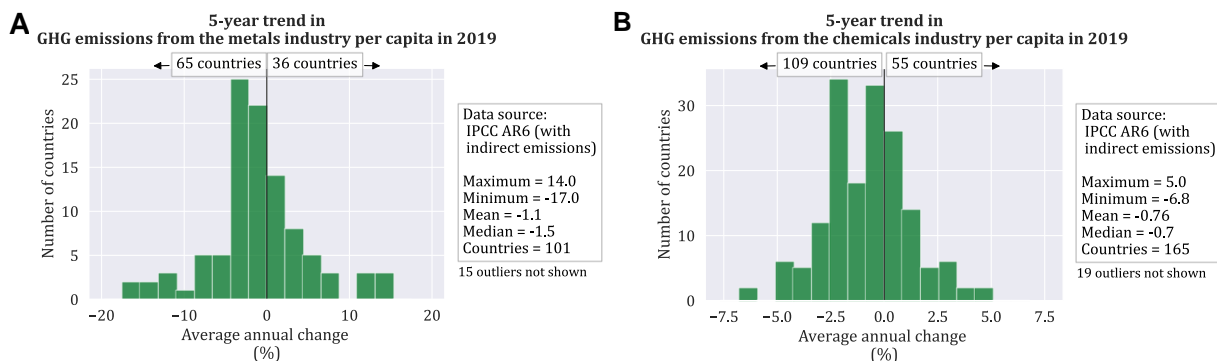 A
5-year trend in
GHG emissions from the metals industry per capita in 2019
65 countries
36 countries
Number of countries
25
20
15
10
5
0
−20
−10
0
10
20
Average annual change
(%)
Data source:
IPCC AR6 (with
indirect emissions)
Maximum = 14.0
Minimum = -17.0
Mean = -1.1
Median = -1.5
Countries = 101
15 outliers not shown
B
5-year trend in
GHG emissions from the chemicals industry per capita in 2019
109 countries
55 countries
Number of countries
30
20
10
0
−7.5
−5.0
−2.5
0.0
2.5
5.0
7.5
Average annual change
(%)
Data source:
IPCC AR6 (with
indirect emissions)
Maximum = 5.0
Minimum = -6.8
Mean = -0.76
Median = -0.7
Countries = 165
19 outliers not shown